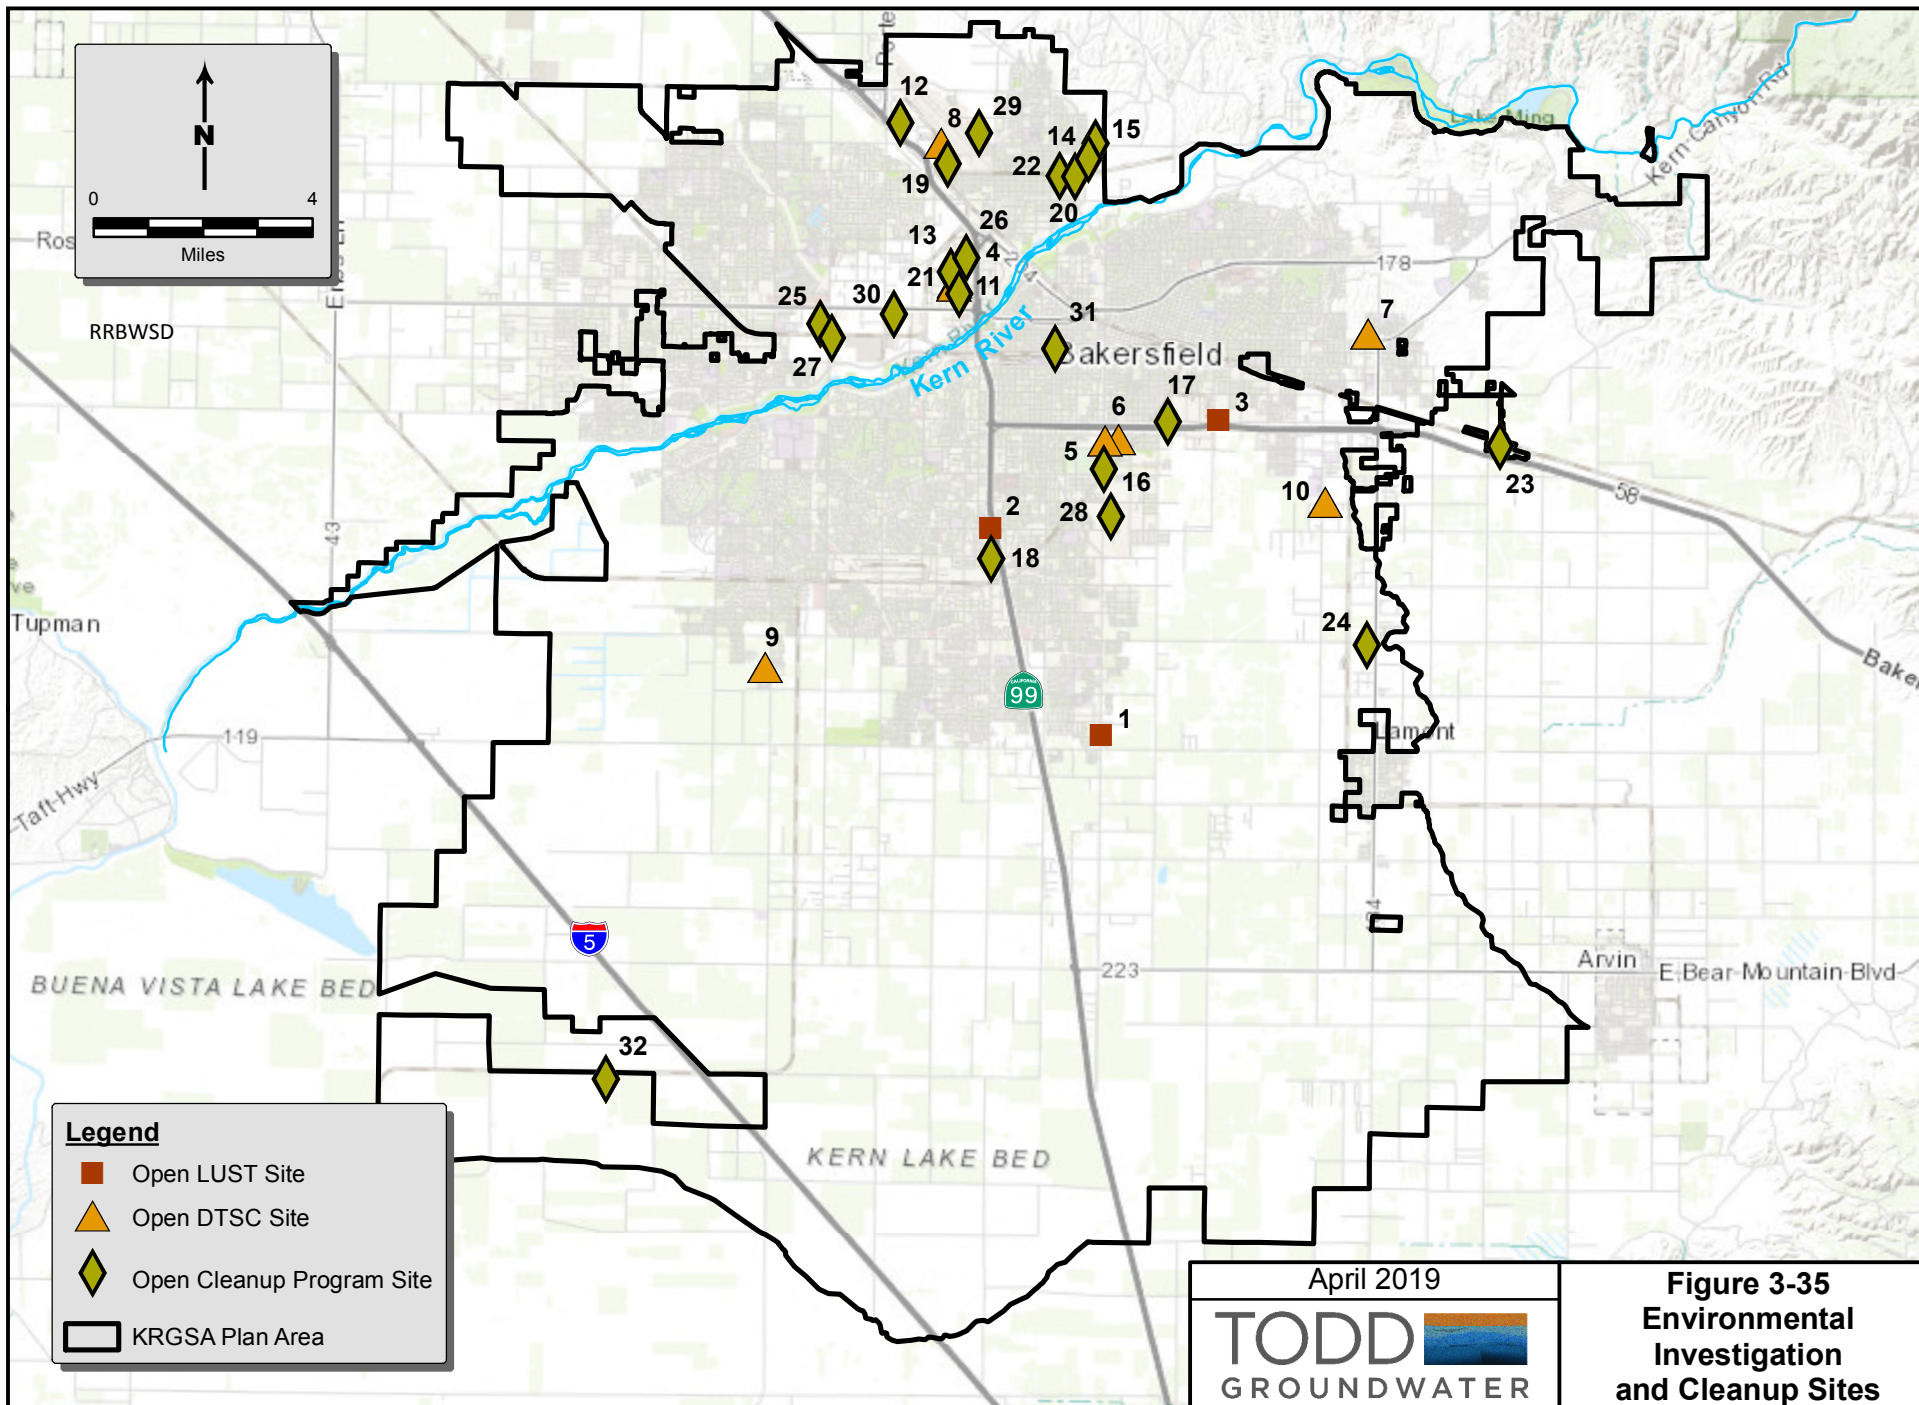 N
0 4
Miles
RRBWSD
12
8
29
14
15
22
19
20
26
13
4
21
11
25
30
27
31
7
Lake Ming
Kern Canyon Rd
178
204
Kern River
Bakersfield
17
3
6
5
16
28
2
18
10
23
58
43
24
9
Tupman
CALIFORNIA
99
1
Lamont
119
Taft Hwy
5
BUENA VISTA LAKE BED
223
Arvin
E Bear Mountain Blvd
32
KERN LAKE BED
Legend
Open LUST Site
Open DTSC Site
Open Cleanup Program Site
KRGSA Plan Area
April 2019
TODD
GROUNDWATER
Figure 3-35
Environmental
Investigation
and Cleanup Sites